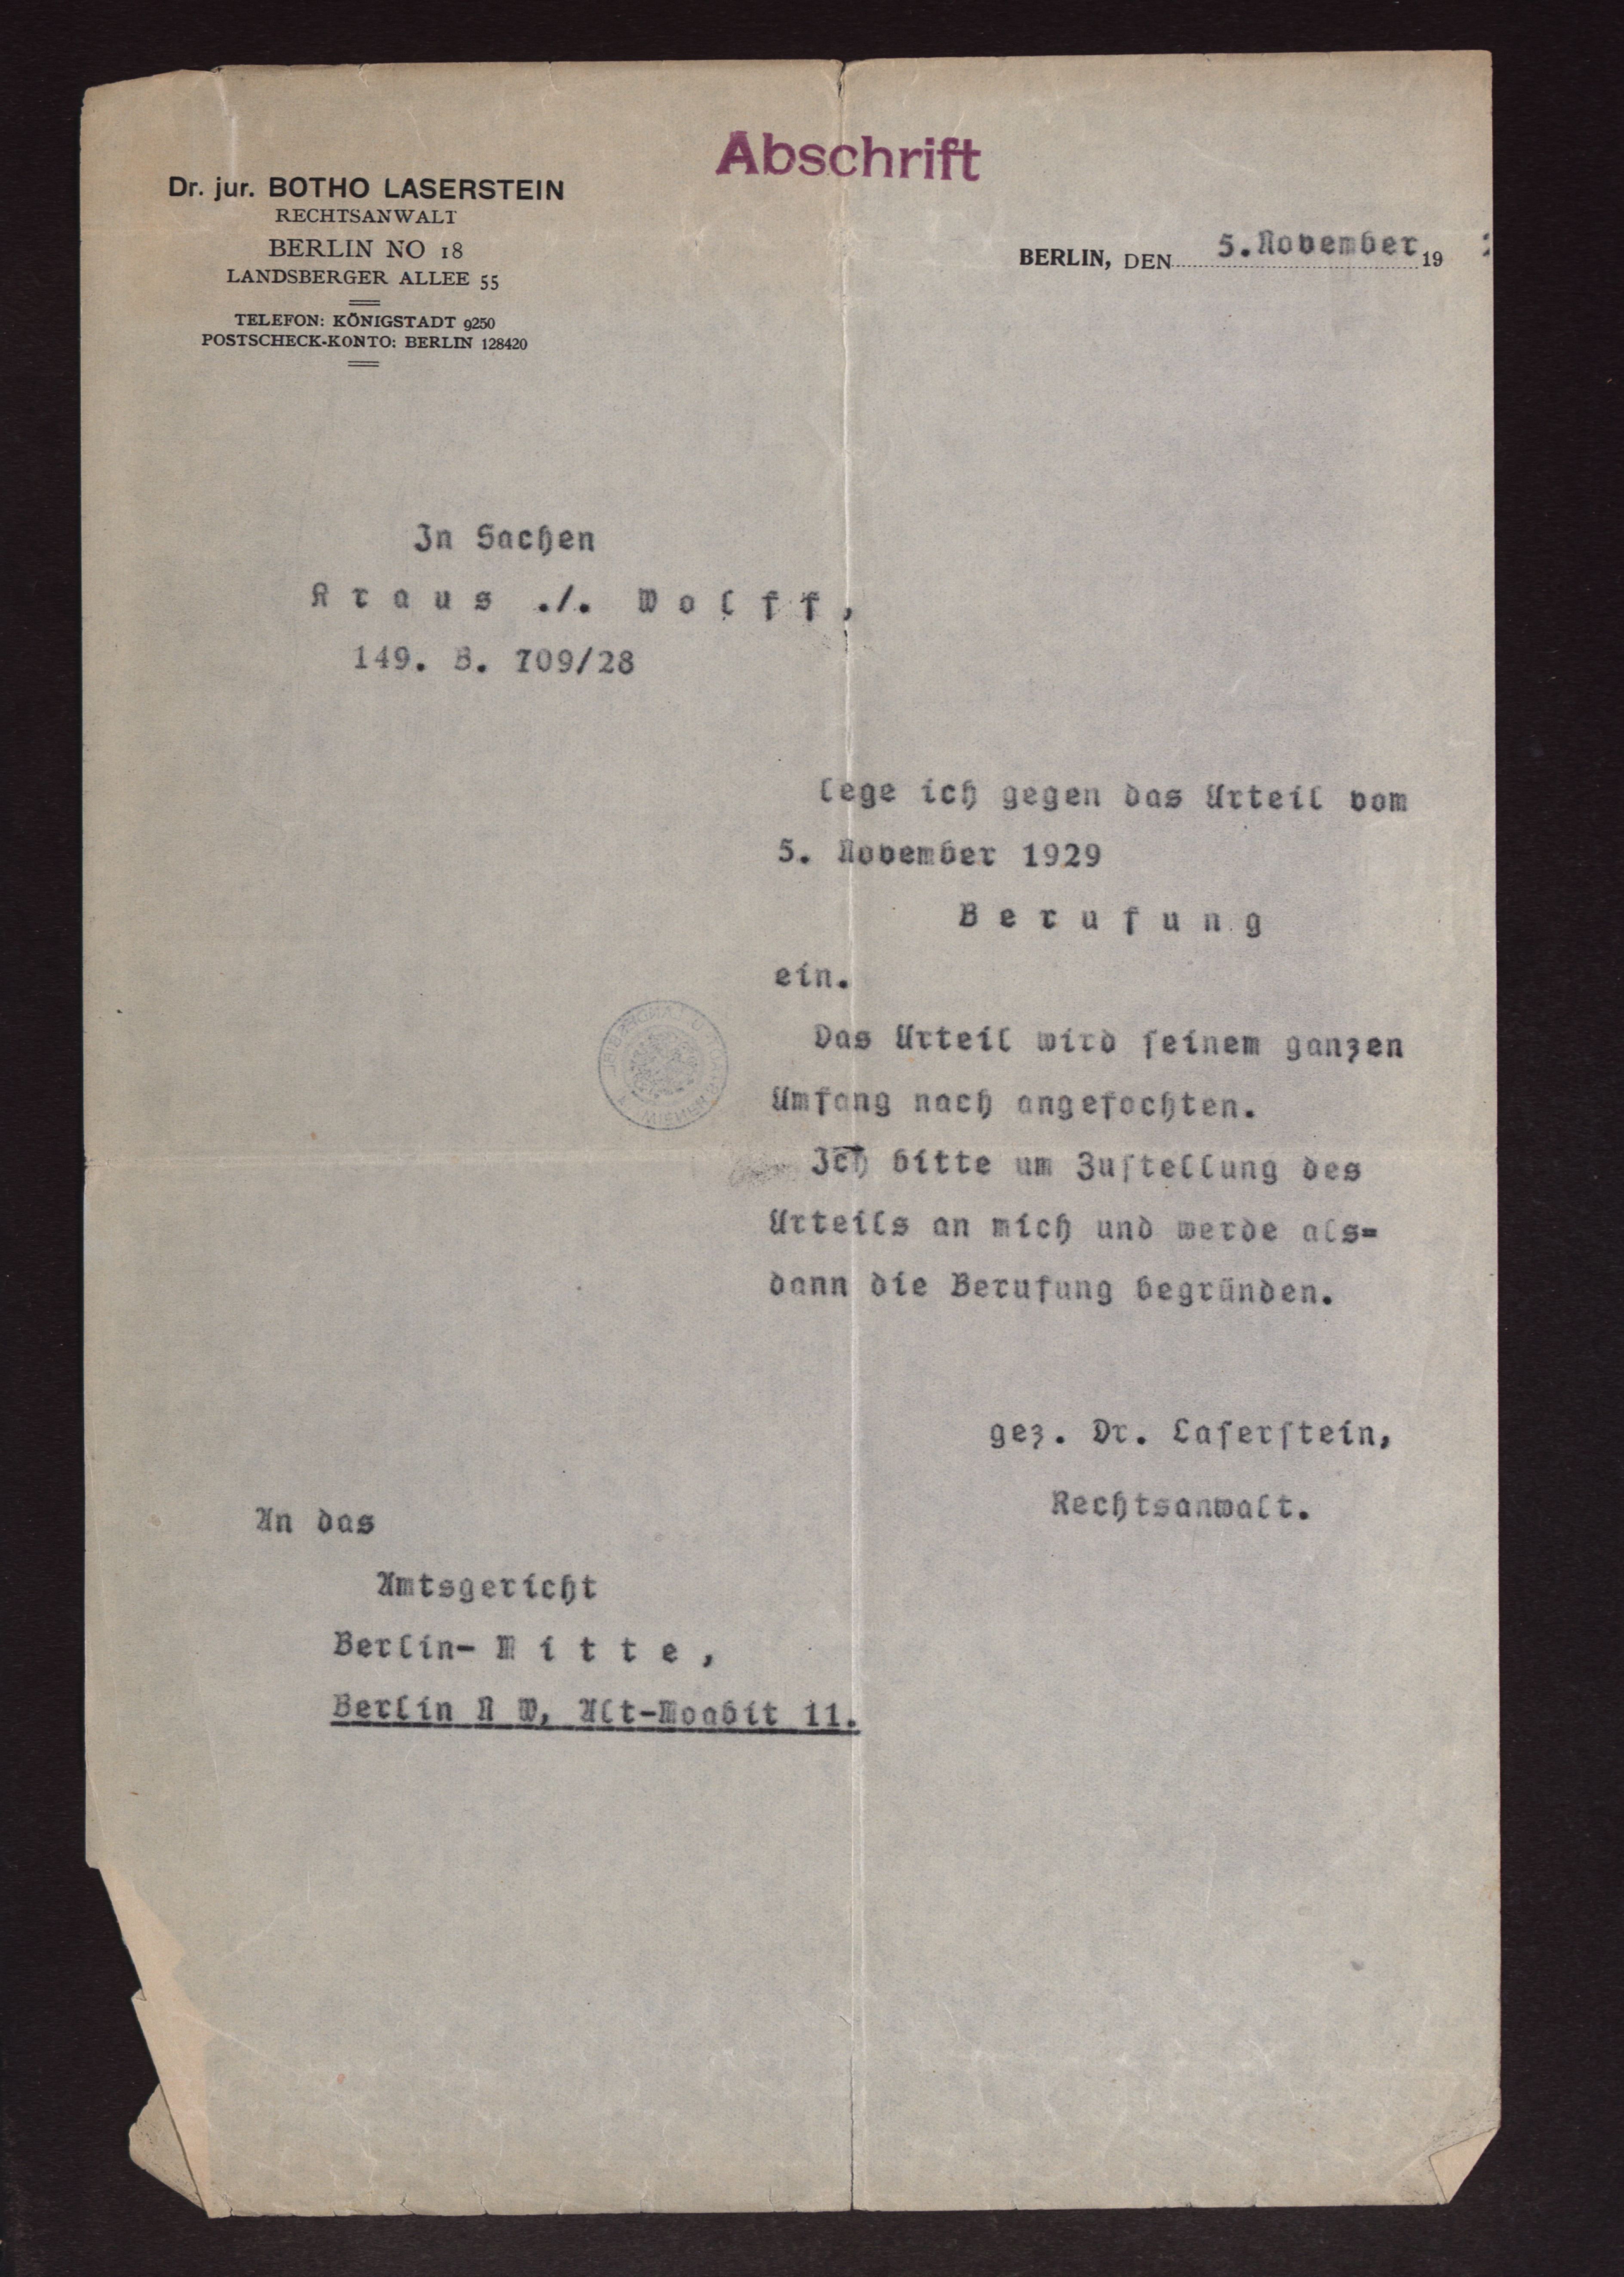 Abschrift
Dr. jur. BOTHO LASERSTEIN
RECHTSANWALT
BERLIN NO 18
LANDSBERGER ALLEE 55
TELEFON: KÖNIGSTADT 9250
POSTSCHECK-KONTO: BERLIN 128420
BERLIN, DEN 5. November 19
In Sachen
Kraus ./. Wolff,
149. B. 709/28
lege ich gegen das Urteil vom
5. November 1929
Berufung
ein.
Das Urteil wird seinem ganzen
Umfang nach angefochten.
Ich bitte um Zustellung des
Urteils an mich und werde als=
dann die Berufung begründen.
gez. Dr. Laserstein,
Rechtsanwalt.
An das
Amtsgericht
Berlin-Mitte,
Berlin N W, Alt-Moabit 11.